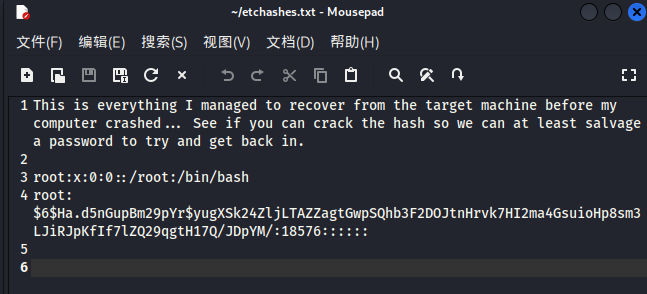 ~/etchashes.txt - Mousepad
文件(F) 编辑(E) 搜索(S) 视图(V) 文档(D) 帮助(H)
1 This is everything I managed to recover from the target machine before my
computer crashed... See if you can crack the hash so we can at least salvage
a password to try and get back in.
2
3 root:x:0:0::/root:/bin/bash
4 root:
$6$Ha.d5nGupBm29pYr$yugXSk24ZljLTAZZagtGwpSQhb3F2DOJtnHrvk7HI2ma4GsuioHp8sm3
LJiRJpKfIf7lZQ29qgtH17Q/JDpYM/:18576::::::
5
6